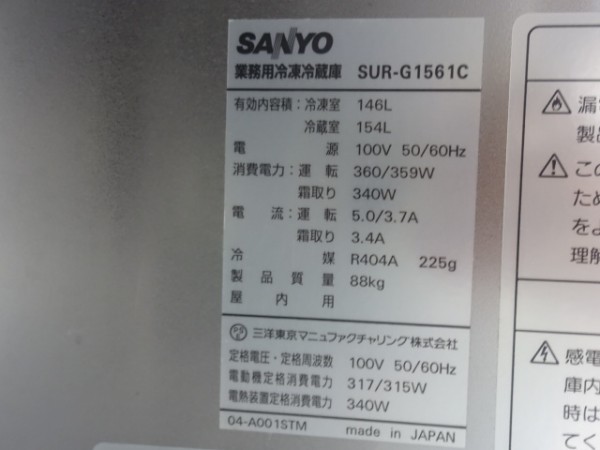 SANYO
業務用冷凍冷蔵庫 SUR-G1561C
有効内容積：冷凍室 146L
冷蔵室 154L
電 源 100V 50/60Hz
消費電力：運 転 360/359W
霜取り 340W
電 流：運 転 5.0/3.7A
霜取り 3.4A
冷 媒 R404A 225g
製品質量 88kg
屋内用
三洋東京マニュファクチャリング株式会社
定格電圧・定格周波数 100V 50/60Hz
電動機定格消費電力 317/315W
電熱装置定格消費電力 340W
04-A001STM made in JAPAN
漏
製
この
ため
をよ
理解
感電
庫内
時は
てく